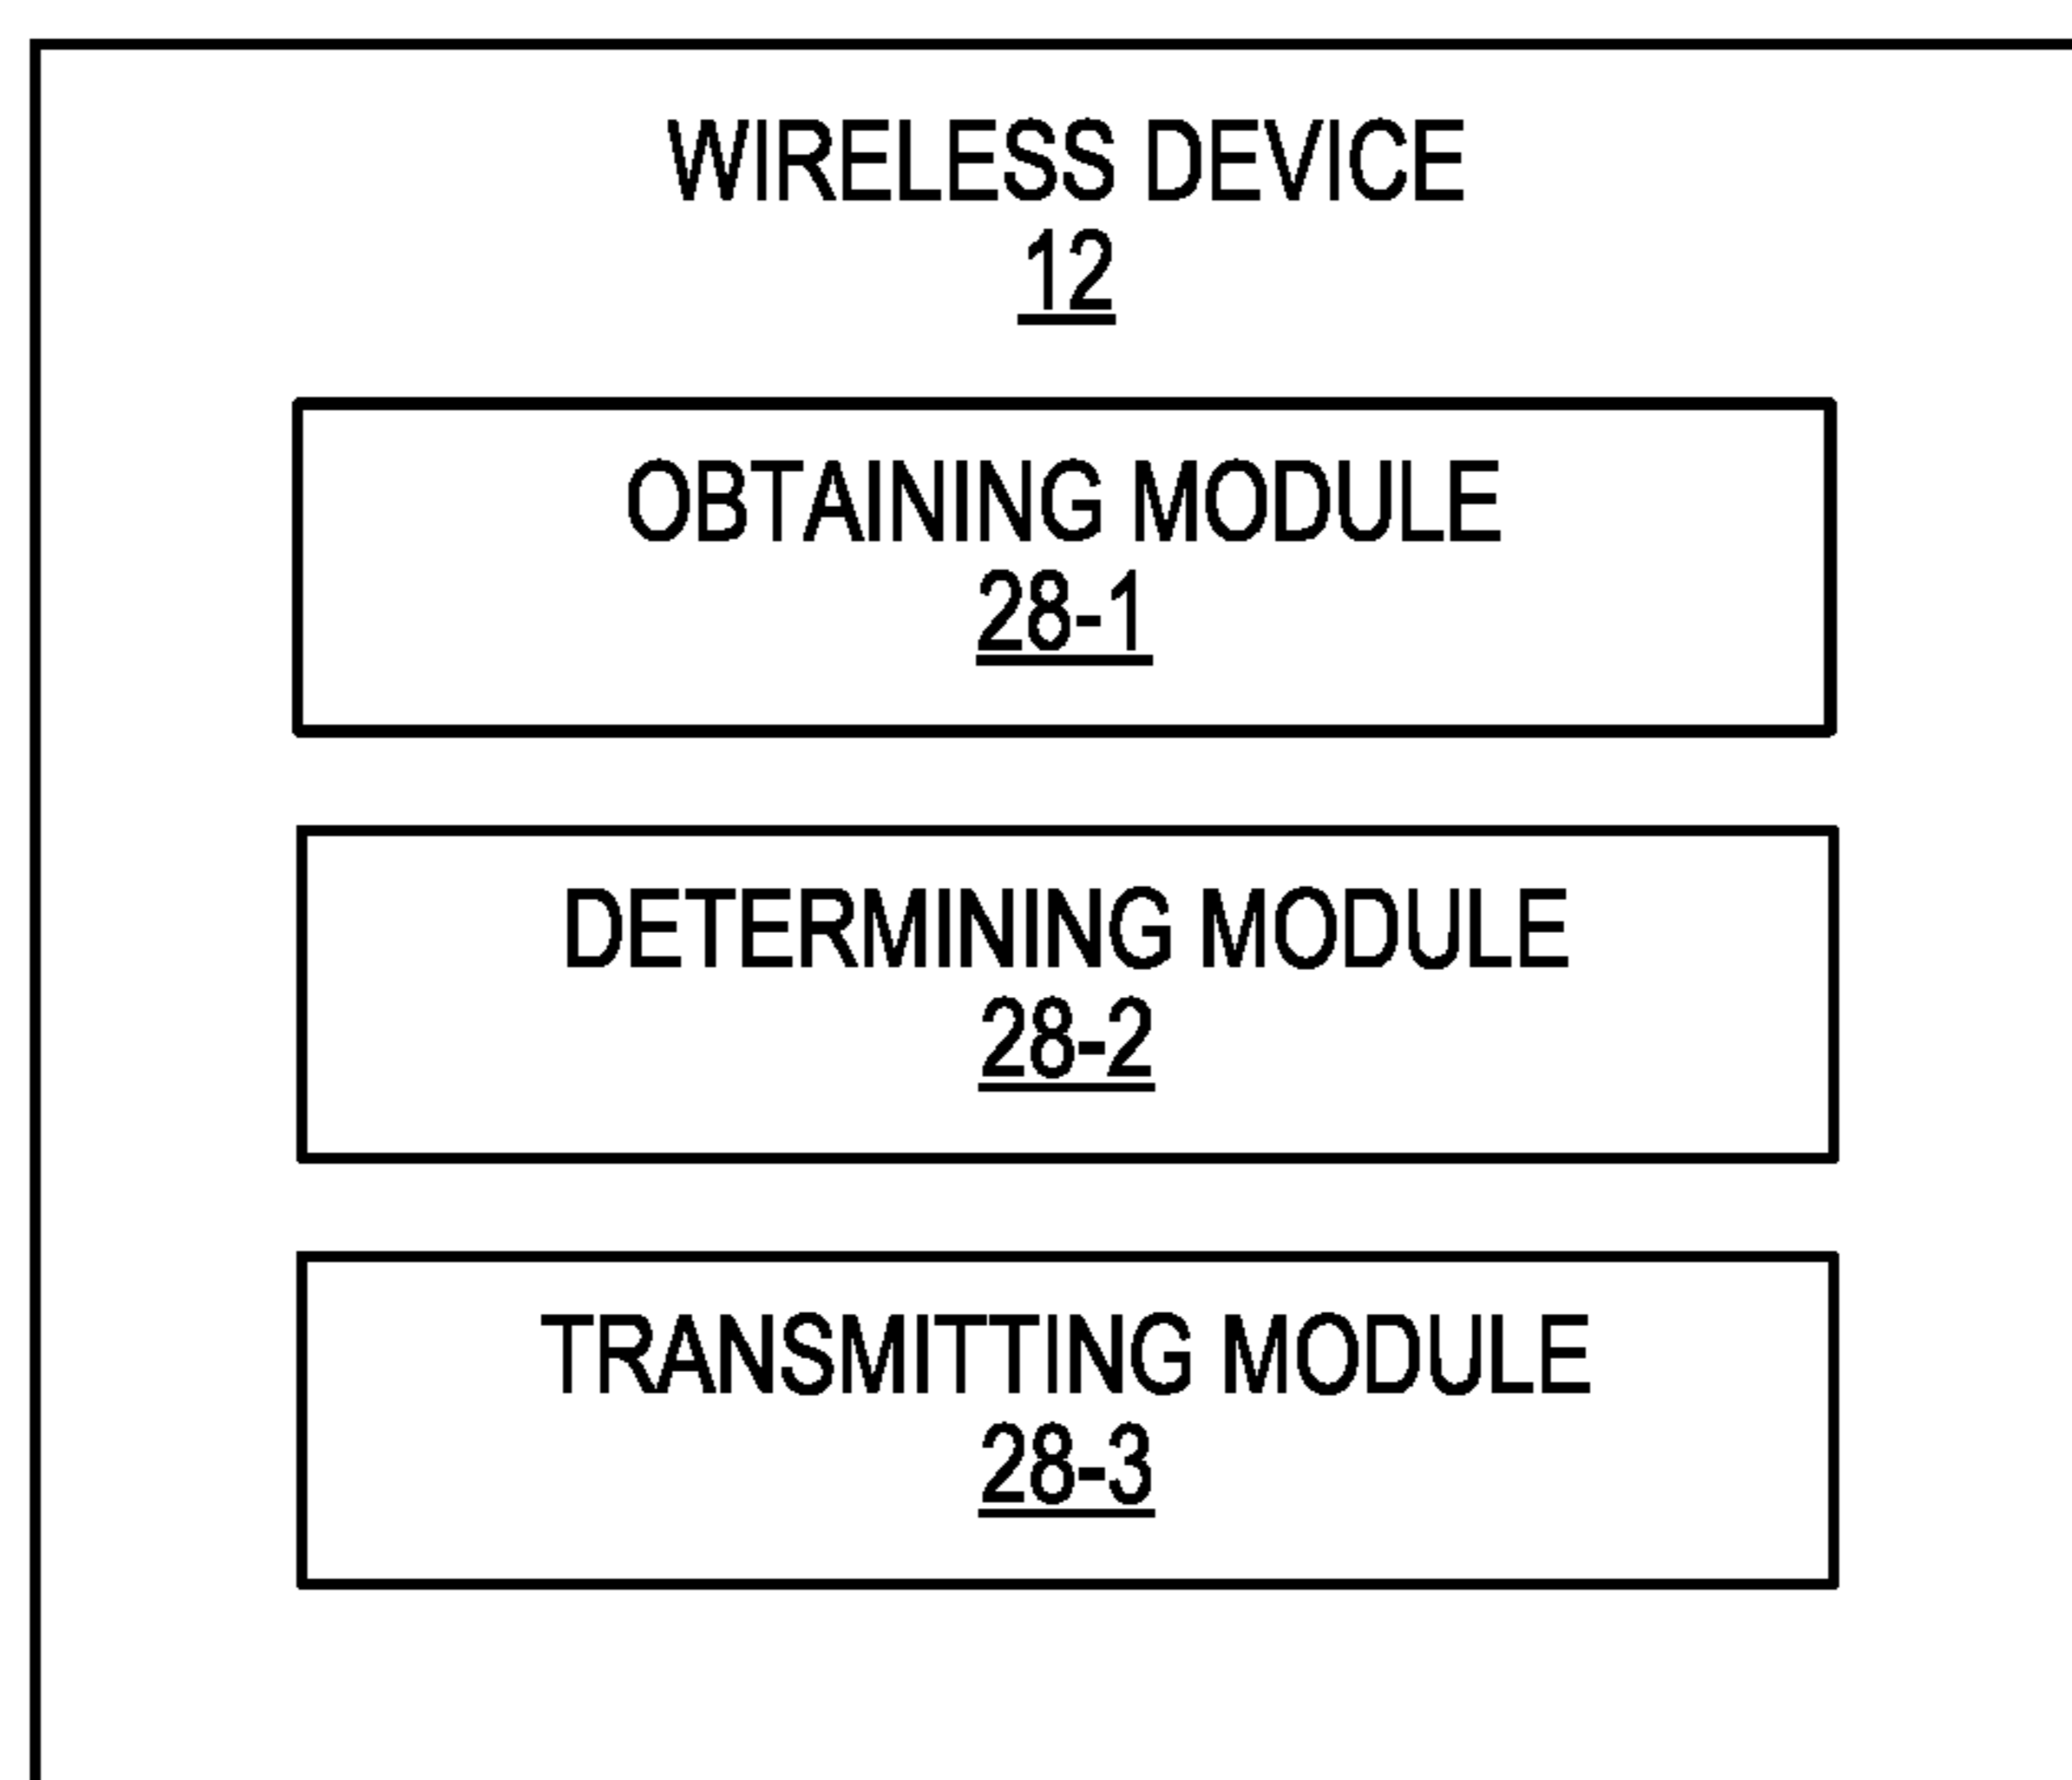 WIRELESS DEVICE
12
OBTAINING MODULE
28-1
DETERMINING MODULE
28-2
TRANSMITTING MODULE
28-3